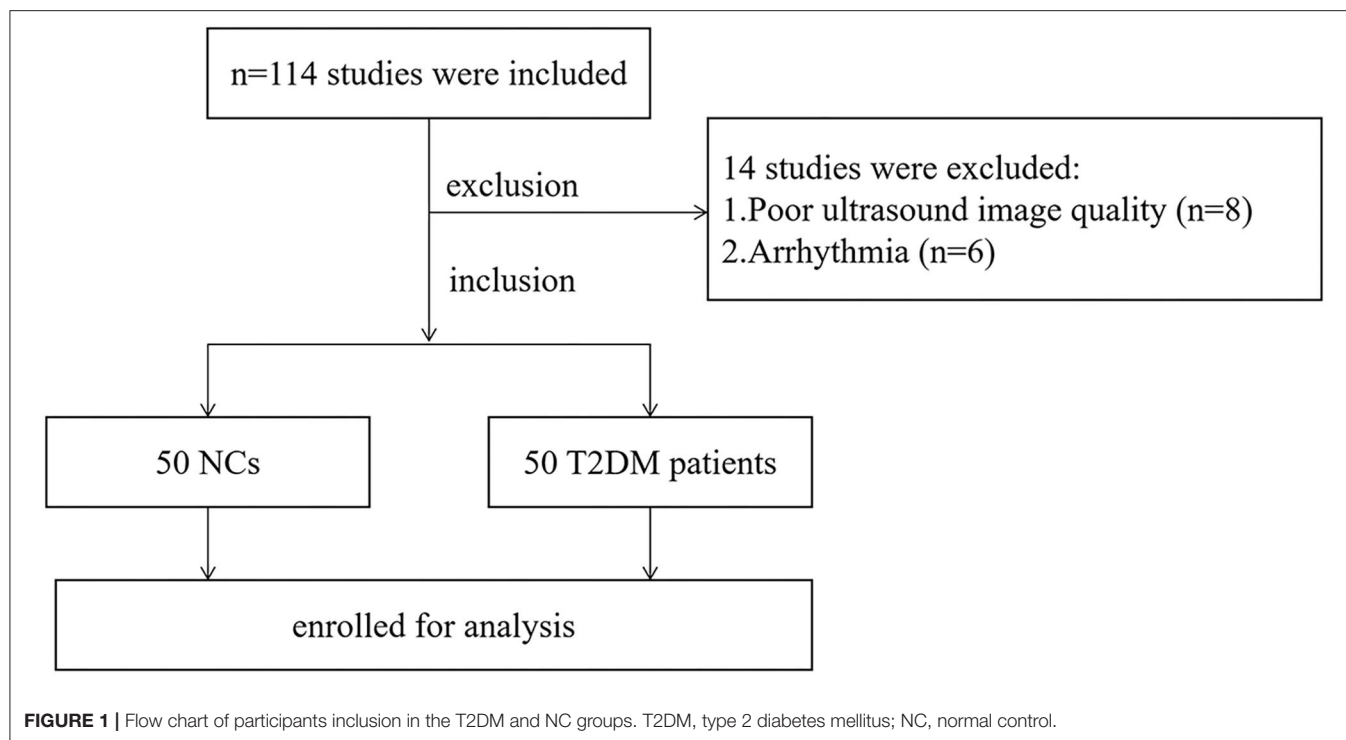 n=114 studies were included
exclusion
14 studies were excluded:
1.Poor ultrasound image quality (n=8)
2.Arrhythmia (n=6)
inclusion
50 NCs
50 T2DM patients
enrolled for analysis
FIGURE 1 | Flow chart of participants inclusion in the T2DM and NC groups. T2DM, type 2 diabetes mellitus; NC, normal control.